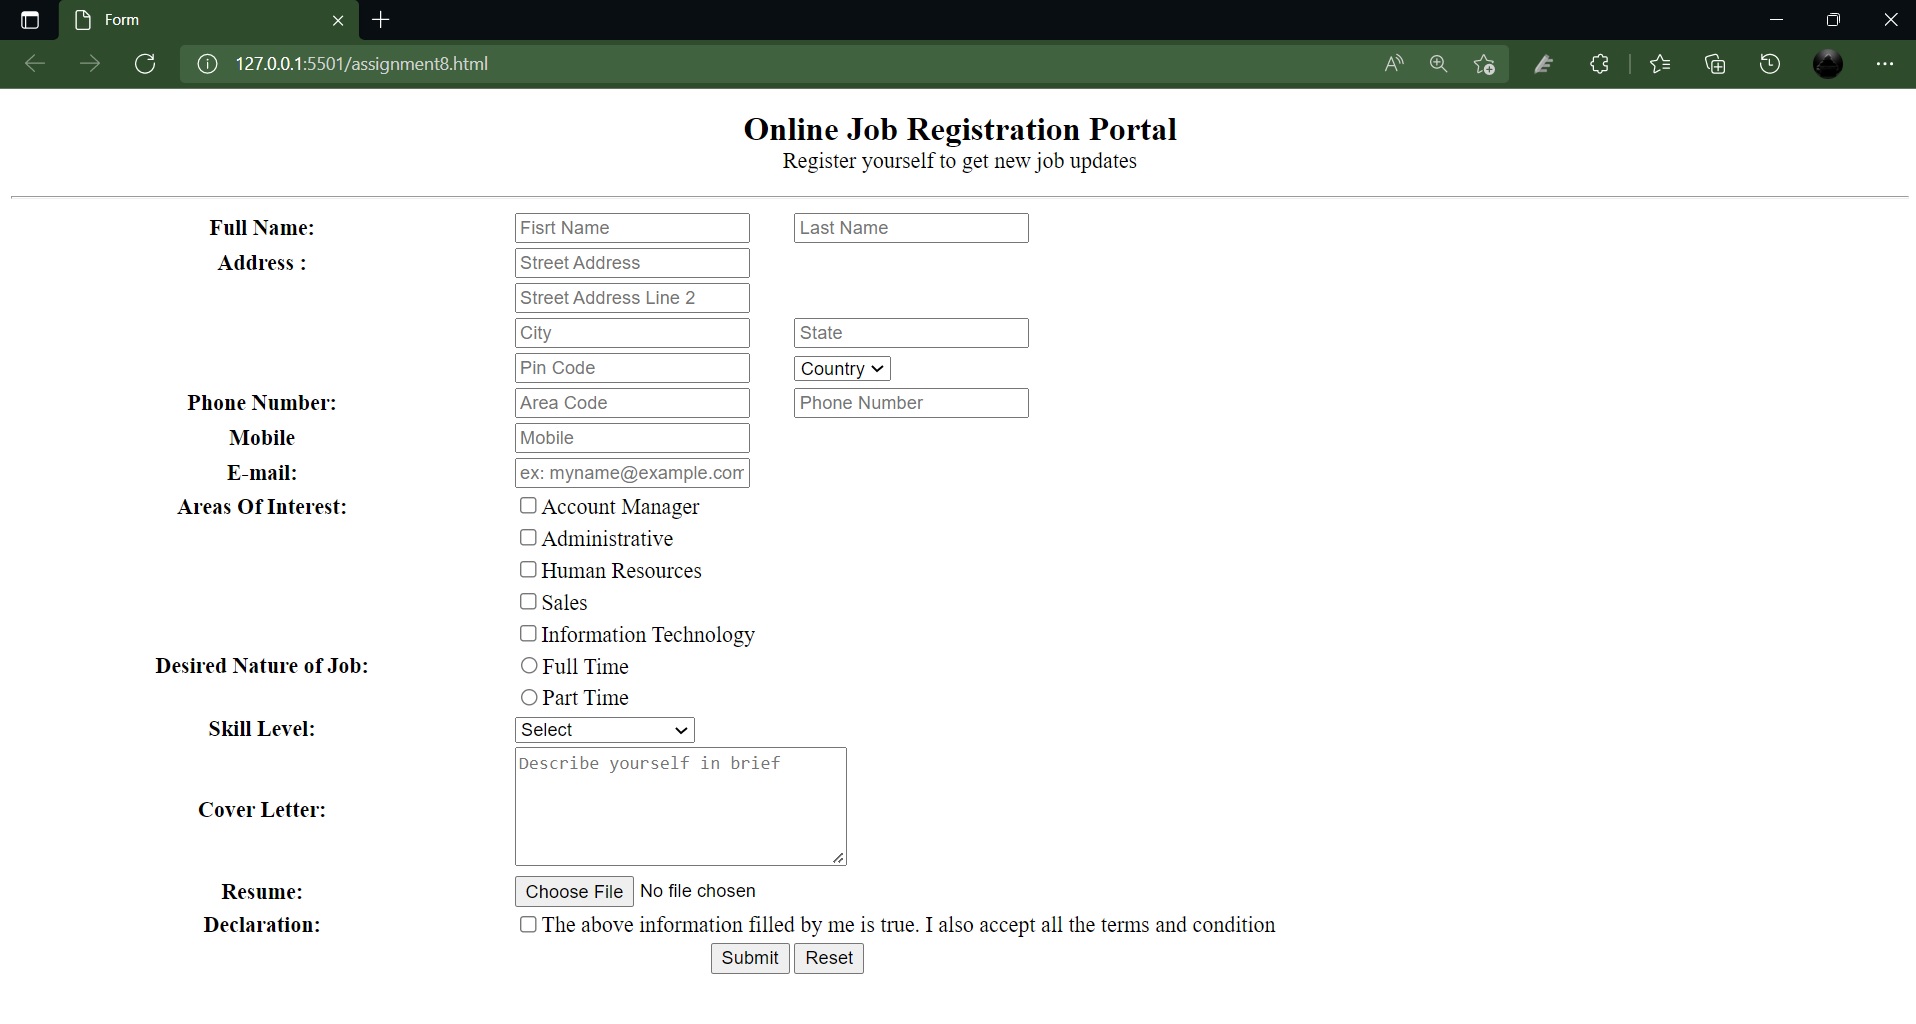 Form
127.0.0.1:5501/assignment8.html
Online Job Registration Portal
Register yourself to get new job updates
Full Name: Fisrt Name Last Name
Address : Street Address
Street Address Line 2
City State
Pin Code Country
Phone Number: Area Code Phone Number
Mobile Mobile
E-mail: ex: myname@example.com
Areas Of Interest: Account Manager
Administrative
Human Resources
Sales
Information Technology
Desired Nature of Job: Full Time
Part Time
Skill Level: Select
Describe yourself in brief
Cover Letter:
Resume: Choose File No file chosen
Declaration: The above information filled by me is true. I also accept all the terms and condition
Submit Reset